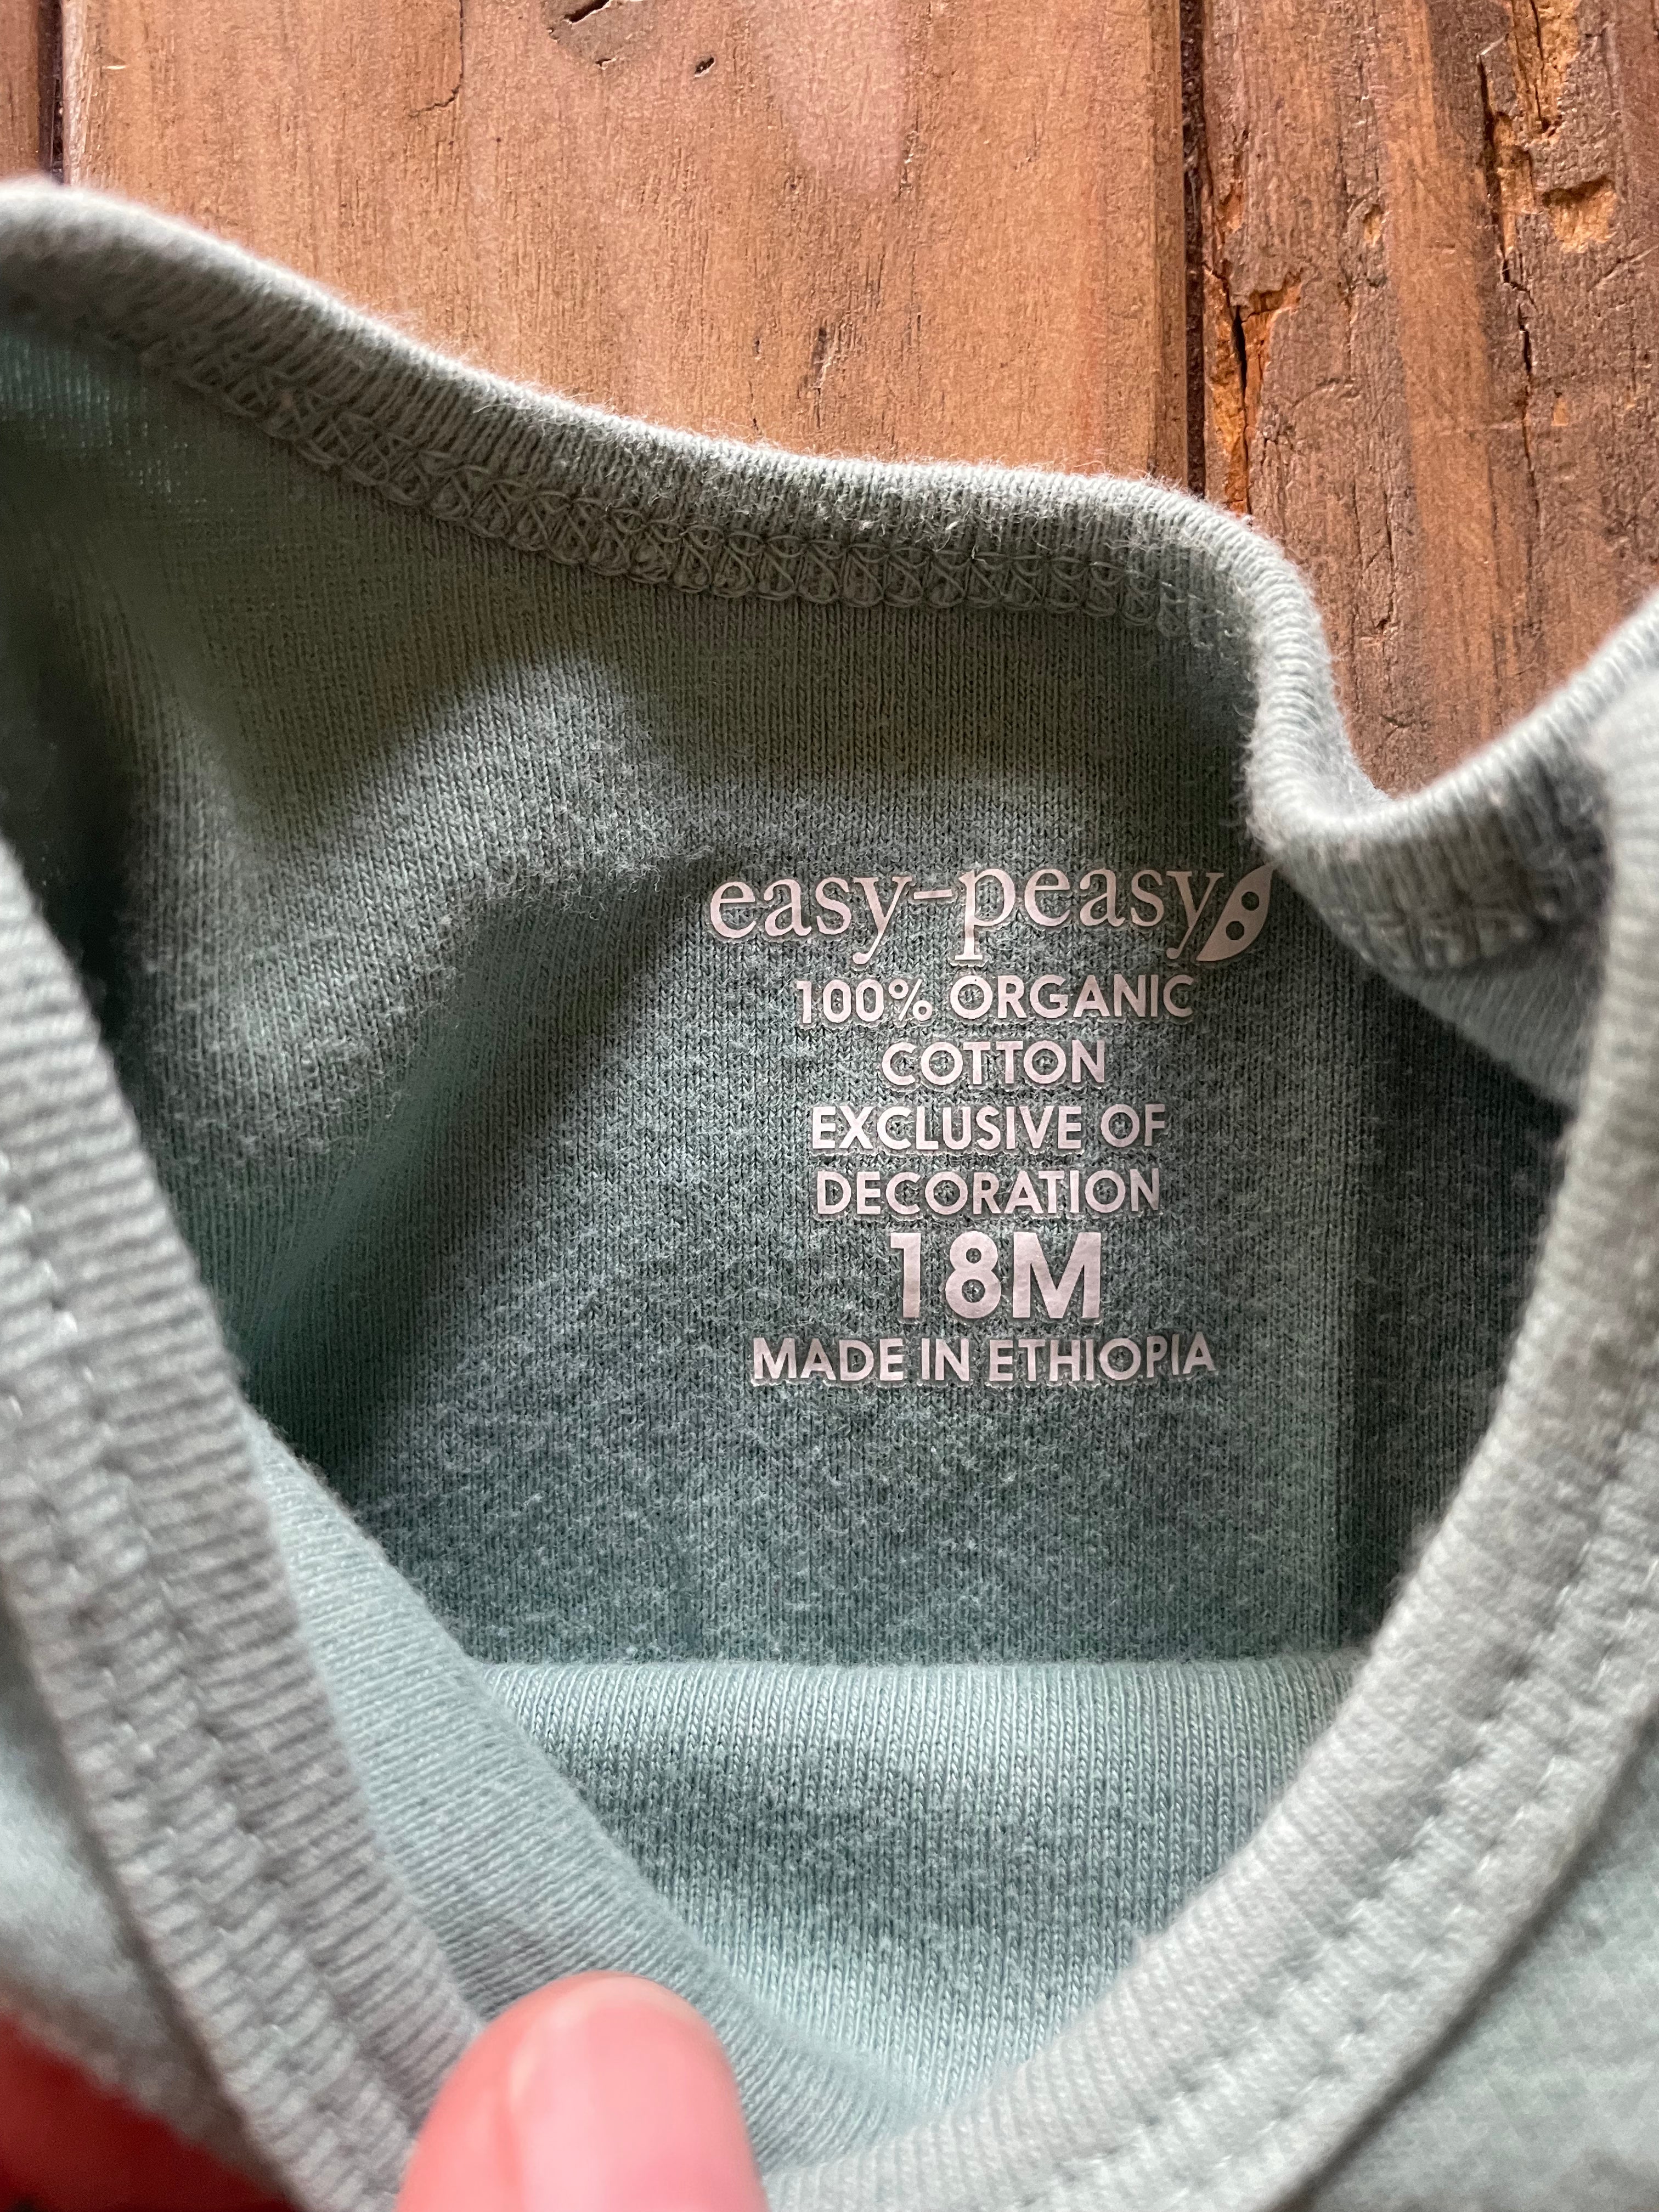 easy-peasy
100% ORGANIC
COTTON
EXCLUSIVE OF
DECORATION
18M
MADE IN ETHIOPIA